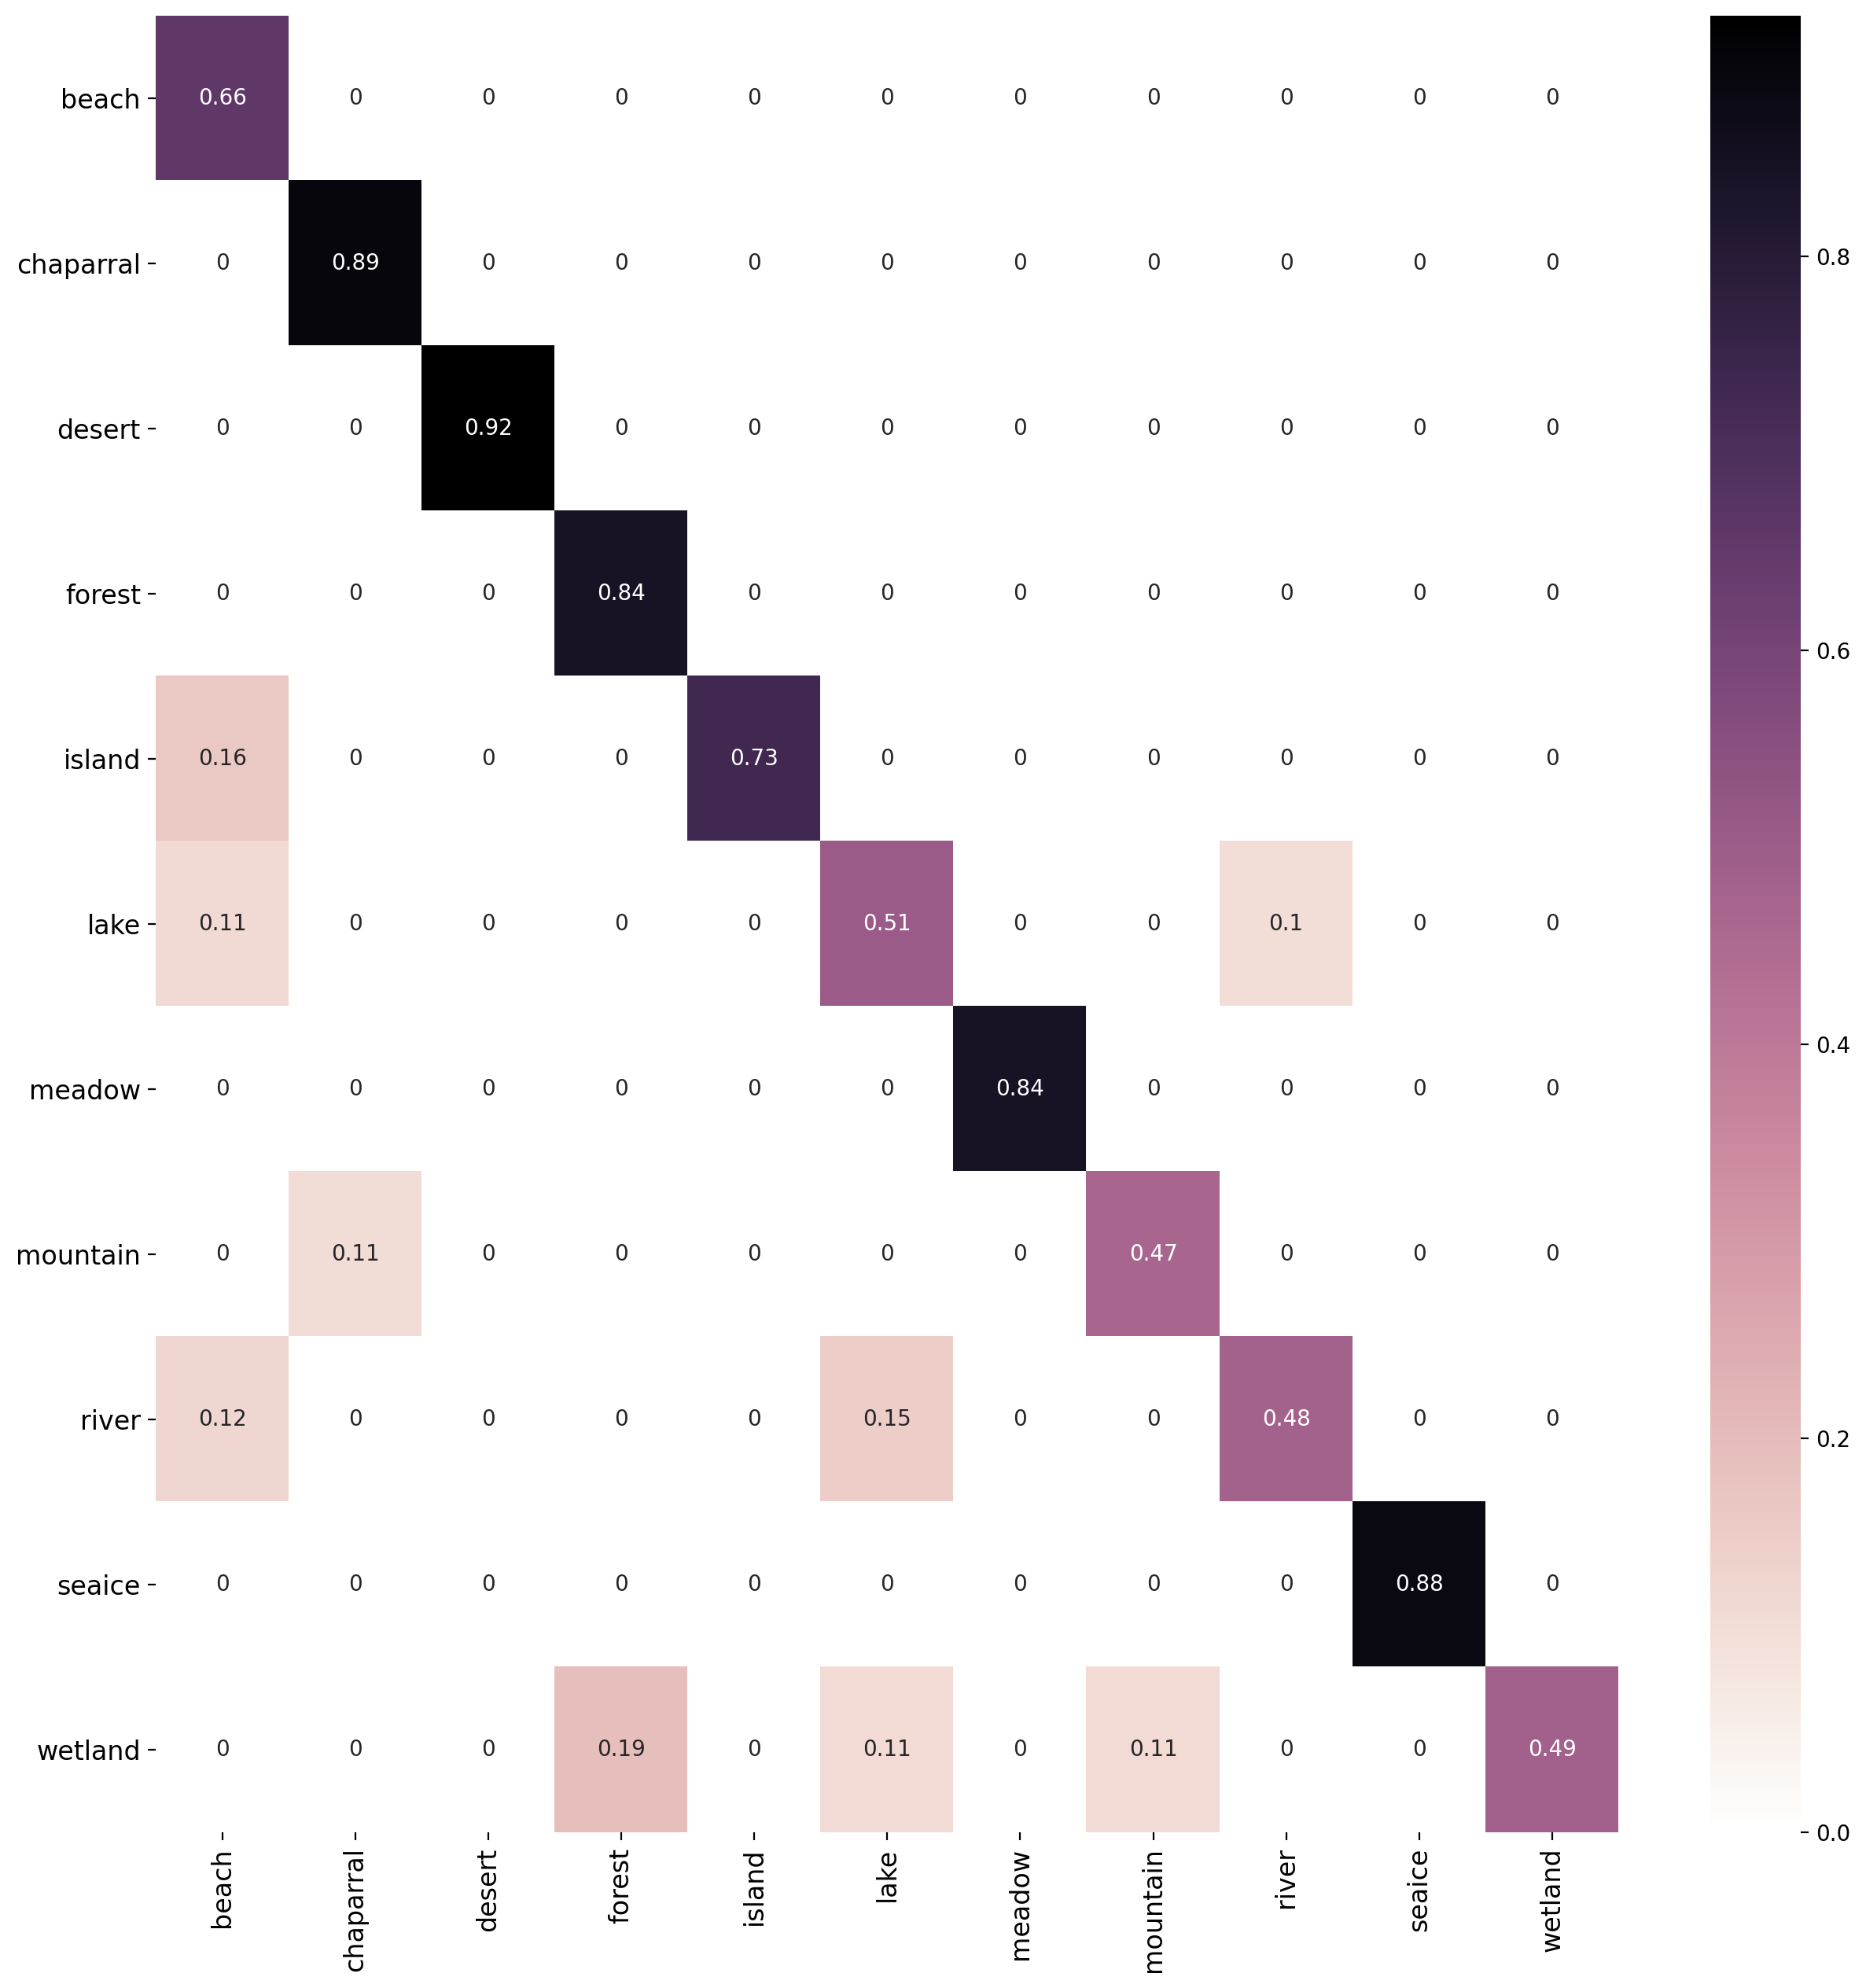 beach 0.66 0 0 0 0 0 0 0 0 0 0
chaparral 0 0.89 0 0 0 0 0 0 0 0 0
0.8
desert 0 0 0.92 0 0 0 0 0 0 0 0
forest 0 0 0 0.84 0 0 0 0 0 0 0
0.6
island 0.16 0 0 0 0.73 0 0 0 0 0 0
lake 0.11 0 0 0 0 0.51 0 0 0.1 0 0
0.4
meadow 0 0 0 0 0 0 0.84 0 0 0 0
mountain 0 0.11 0 0 0 0 0 0.47 0 0 0
river 0.12 0 0 0 0 0.15 0 0 0.48 0 0
0.2
seaice 0 0 0 0 0 0 0 0 0 0.88 0
wetland 0 0 0 0.19 0 0.11 0 0.11 0 0 0.49
0.0
beach chaparral desert forest island lake meadow mountain river seaice wetland